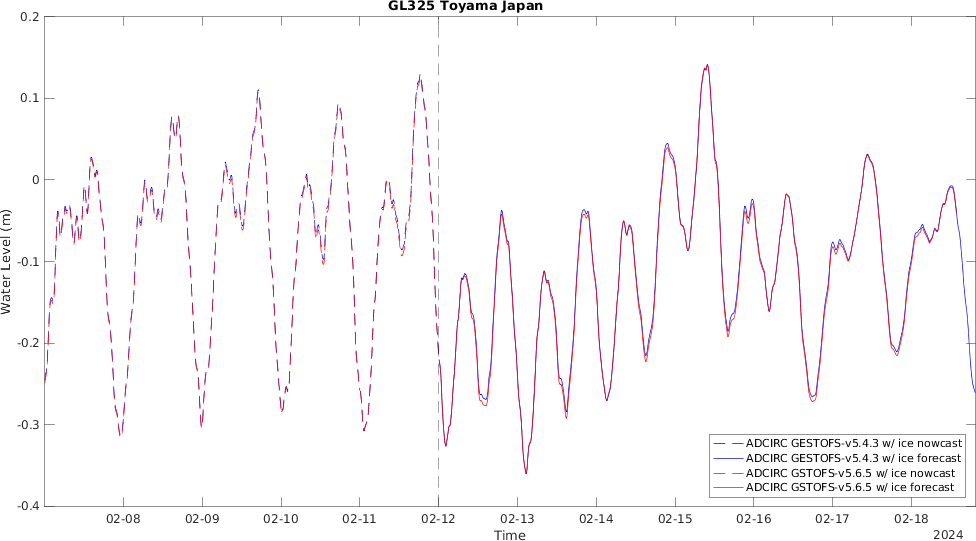 GL325 Toyama Japan
0.2
0.1
0
-0.1
-0.2
-0.3
-0.4
Water Level (m)
ADCIRC GESTOFS-v5.4.3 w/ ice nowcast
ADCIRC GESTOFS-v5.4.3 w/ ice forecast
ADCIRC GSTOFS-v5.6.5 w/ ice nowcast
ADCIRC GSTOFS-v5.6.5 w/ ice forecast
02-08 02-09 02-10 02-11 02-12 02-13 02-14 02-15 02-16 02-17 02-18
Time
2024